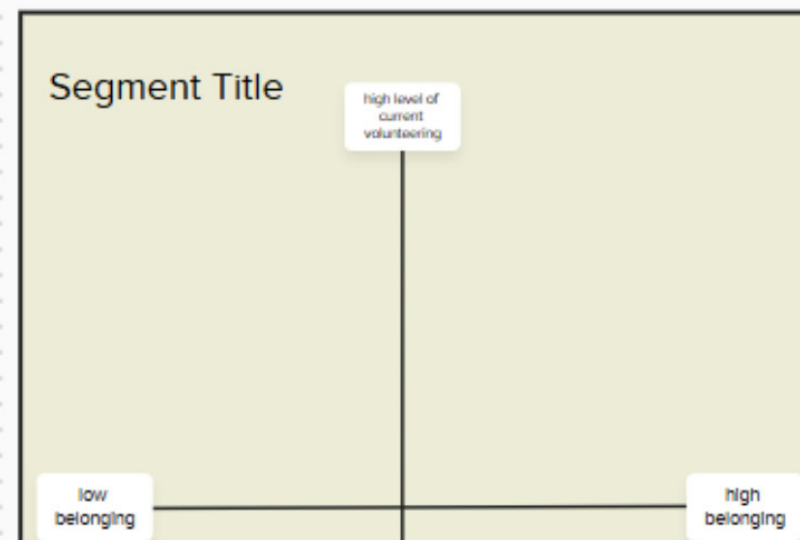 Segment Title
high level of
current
volunteering
low
belonging
high
belonging